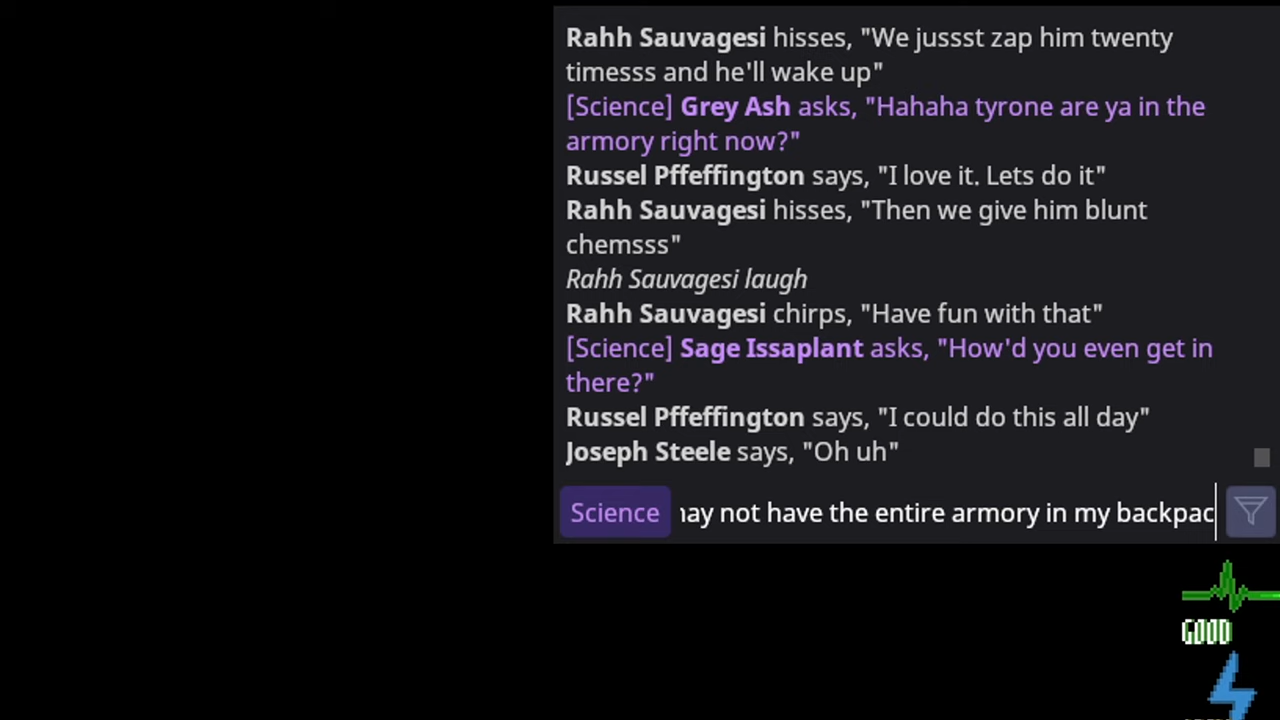 Rahh Sauvagesi hisses, "We jussst zap him twenty
timesss and he'll wake up"
[Science] Grey Ash asks, "Hahaha tyrone are ya in the
armory right now?"
Russel Pffeffington says, "I love it. Lets do it"
Rahh Sauvagesi hisses, "Then we give him blunt
chemsss"
Rahh Sauvagesi laugh
Rahh Sauvagesi chirps, "Have fun with that"
[Science] Sage Issaplant asks, "How'd you even get in
there?"
Russel Pffeffington says, "I could do this all day"
Joseph Steele says, "Oh uh"
Science not have the entire armory in my backpac
GOOD